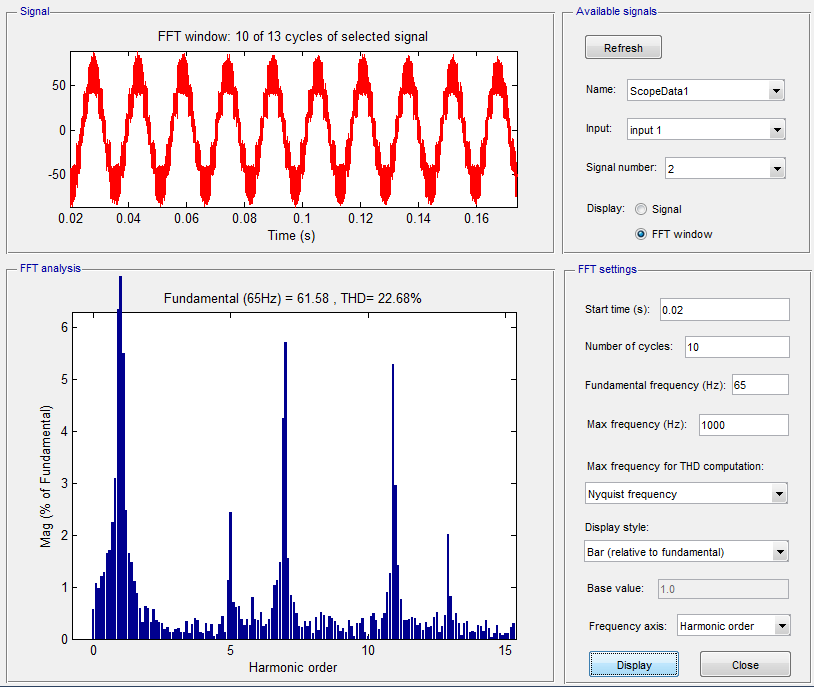 Signal
FFT window: 10 of 13 cycles of selected signal
50
0
-50
0.02 0.04 0.06 0.08 0.1 0.12 0.14 0.16
Time (s)
Available signals
Refresh
Name: ScopeData1
Input: input 1
Signal number: 2
Display: Signal
FFT window
FFT analysis
Fundamental (65Hz) = 61.58 , THD= 22.68%
6
5
4
3
2
1
0
Mag (% of Fundamental)
0 5 10 15
Harmonic order
FFT settings
Start time (s): 0.02
Number of cycles: 10
Fundamental frequency (Hz): 65
Max frequency (Hz): 1000
Max frequency for THD computation:
Nyquist frequency
Display style:
Bar (relative to fundamental)
Base value: 1.0
Frequency axis: Harmonic order
Display Close